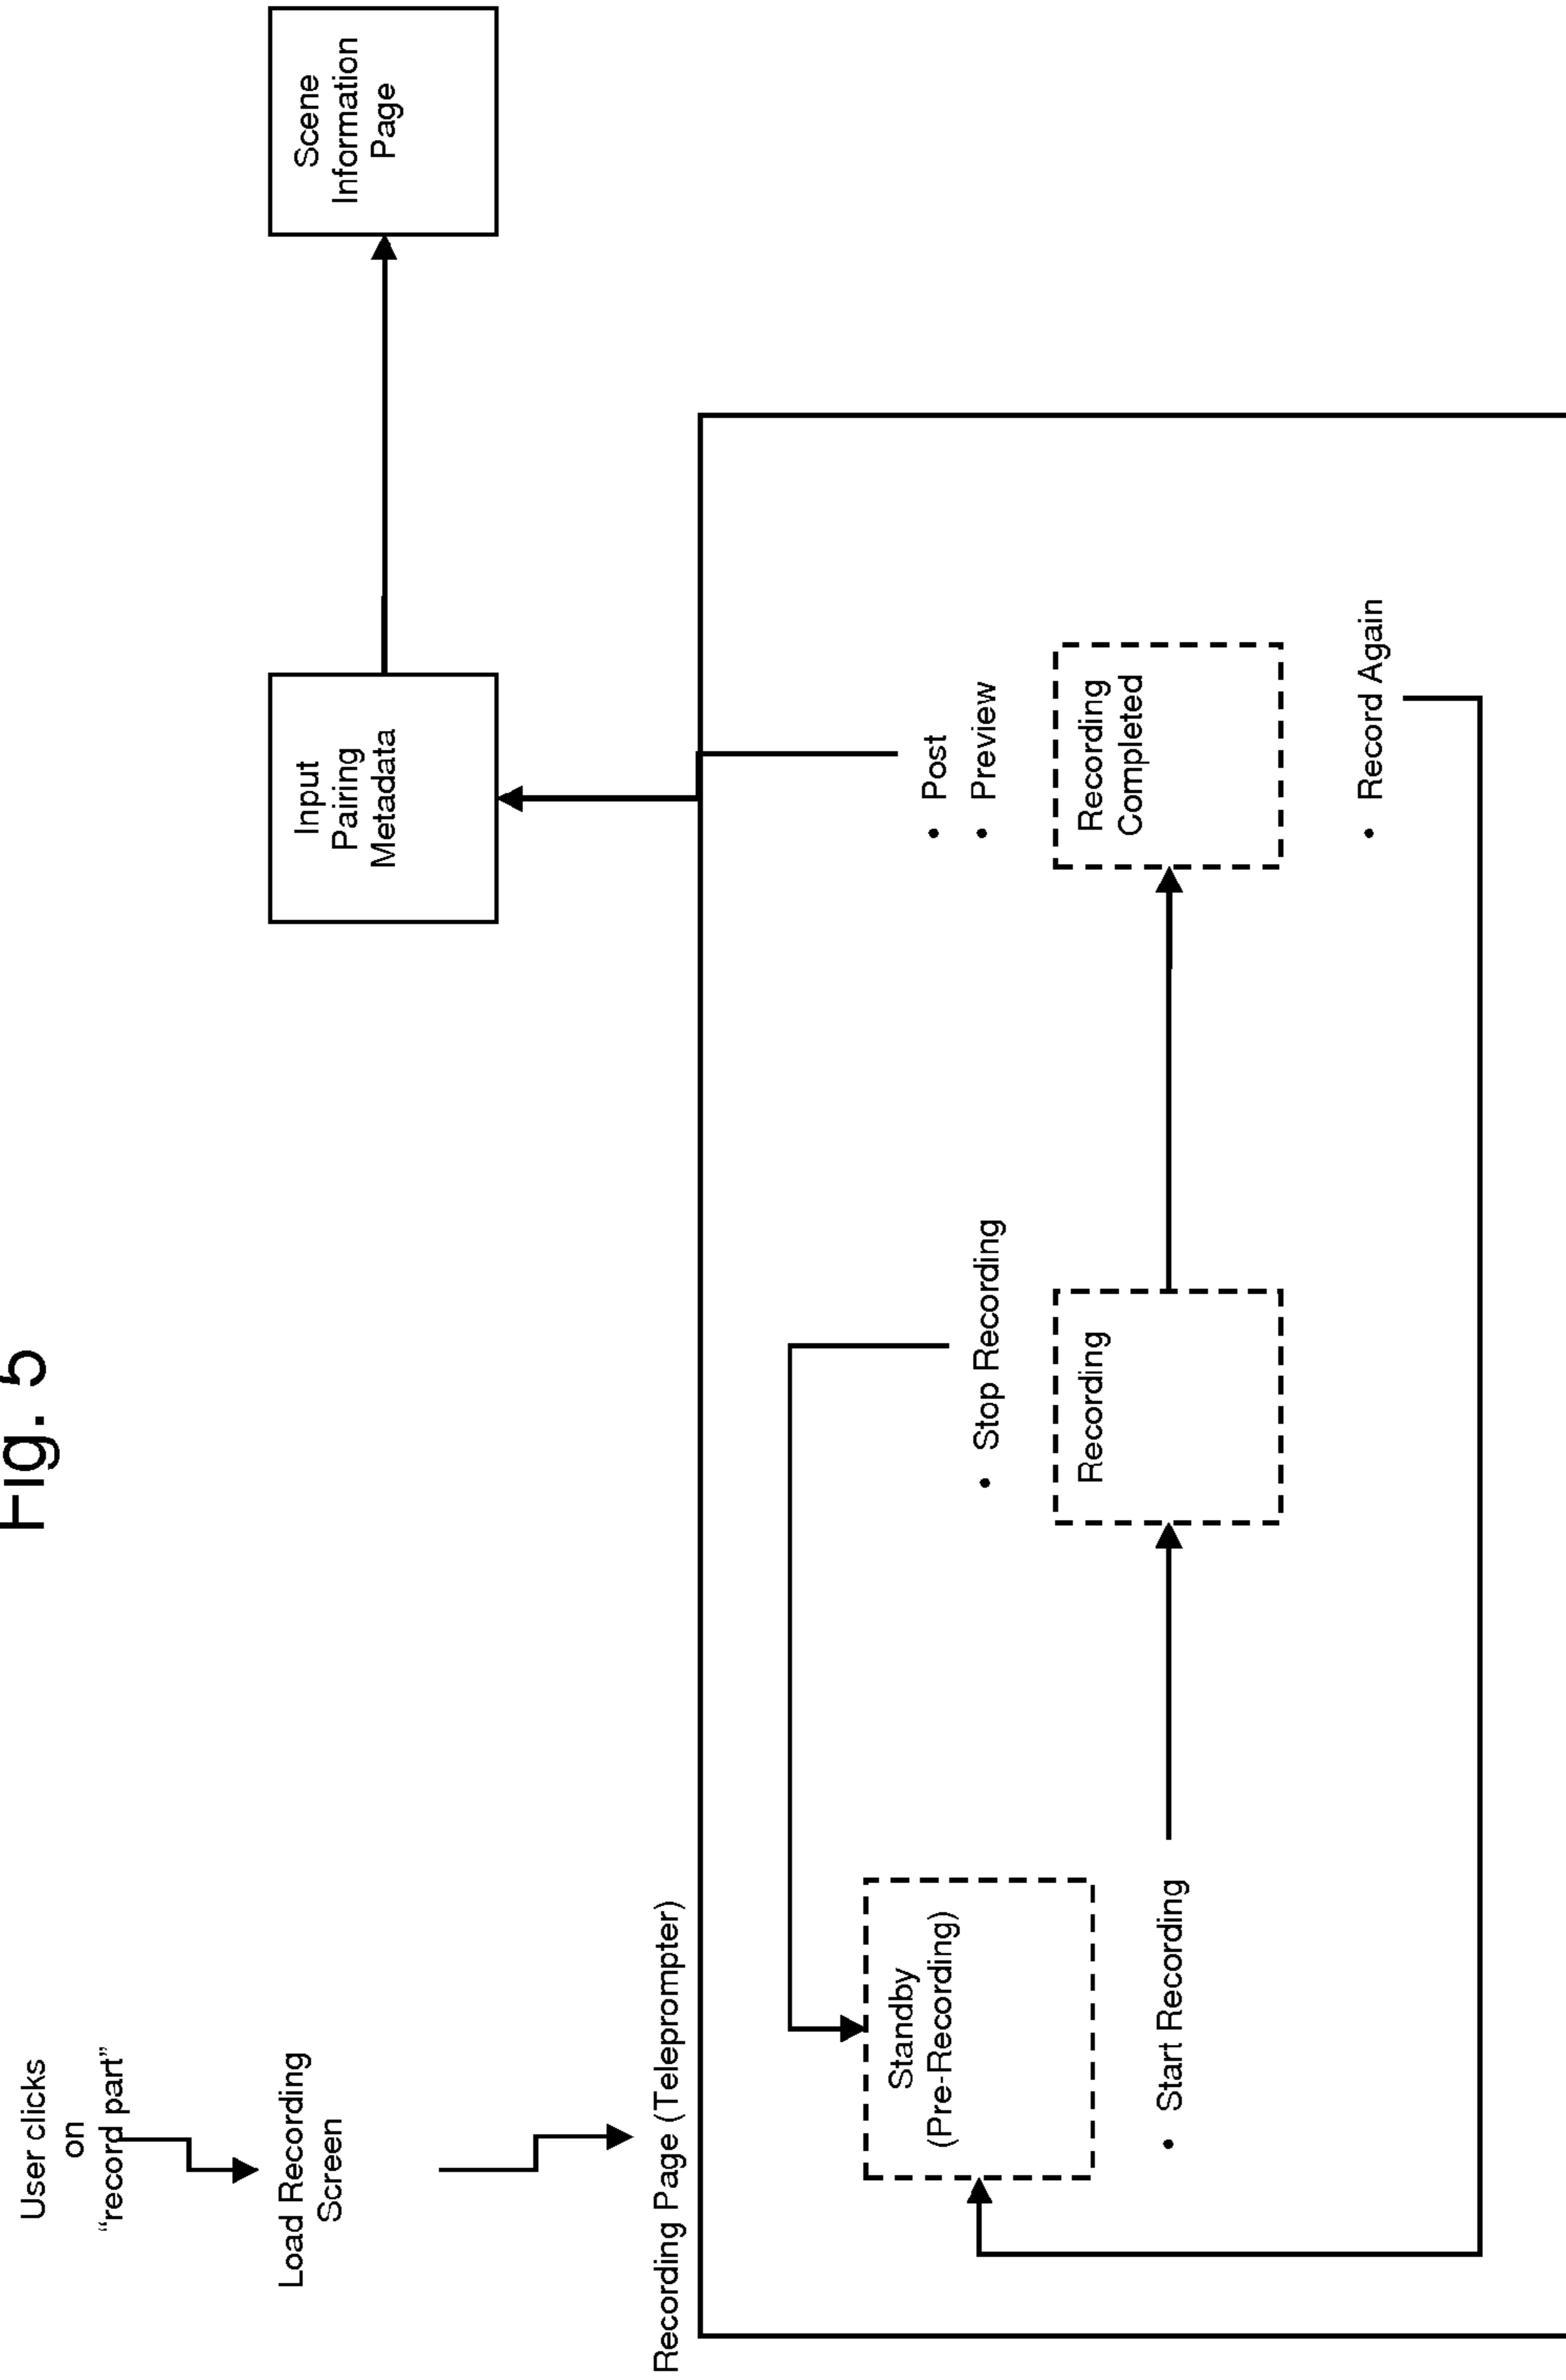 Fig. 5
User clicks
on
“record part”
Load Recording
Screen
Input
Pairing
Metadata
Scene
Information
Page
Recording Page (Teleprompter)
Standby
(Pre-Recording)
• Start Recording
• Stop Recording
Recording
• Post
• Preview
Recording
Completed
• Record Again